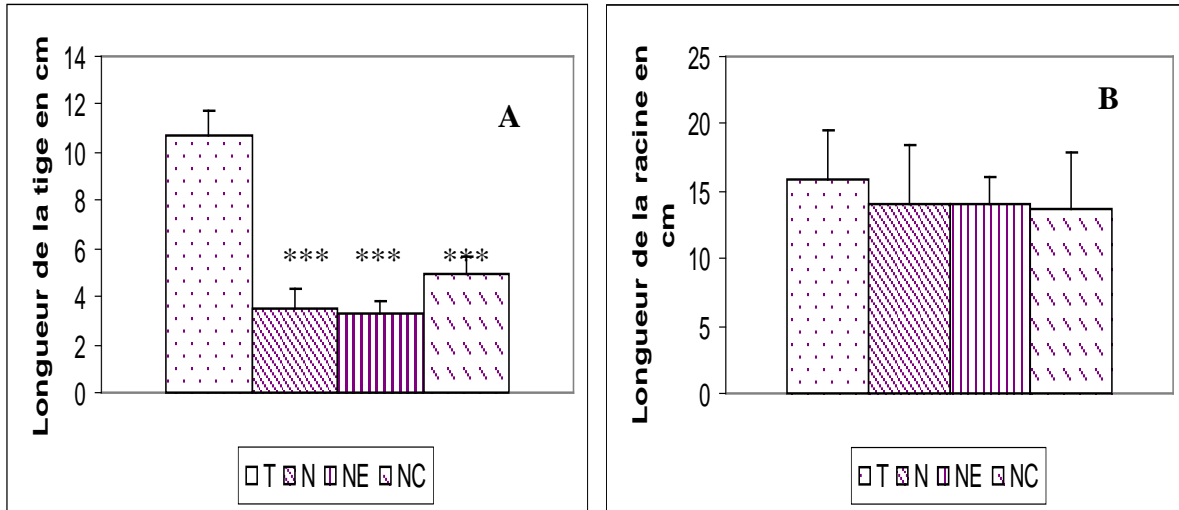 Longueur de la tige en cm
14
12
10
8
6
4
2
0
A
*** *** ***
T N NE NC
Longueur de la racine en
cm
25
20
15
10
5
0
B
T N NE NC